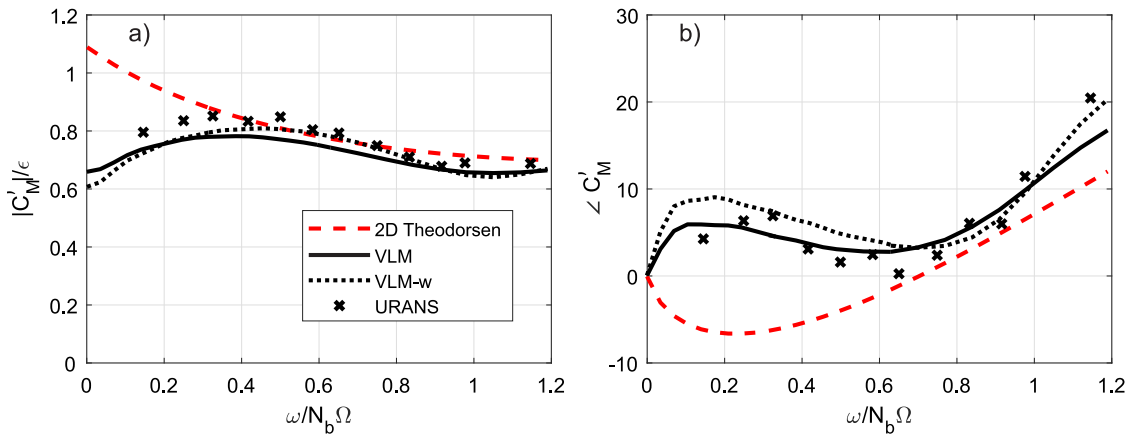 a)
1.2
1
0.8
0.6
0.4
0.2
0
|C'M|/ϵ
0 0.2 0.4 0.6 0.8 1 1.2
ω/NbΩ
2D Theodorsen
VLM
VLM-w
URANS
b)
30
20
10
0
-10
∠ C'M
0 0.2 0.4 0.6 0.8 1 1.2
ω/NbΩ